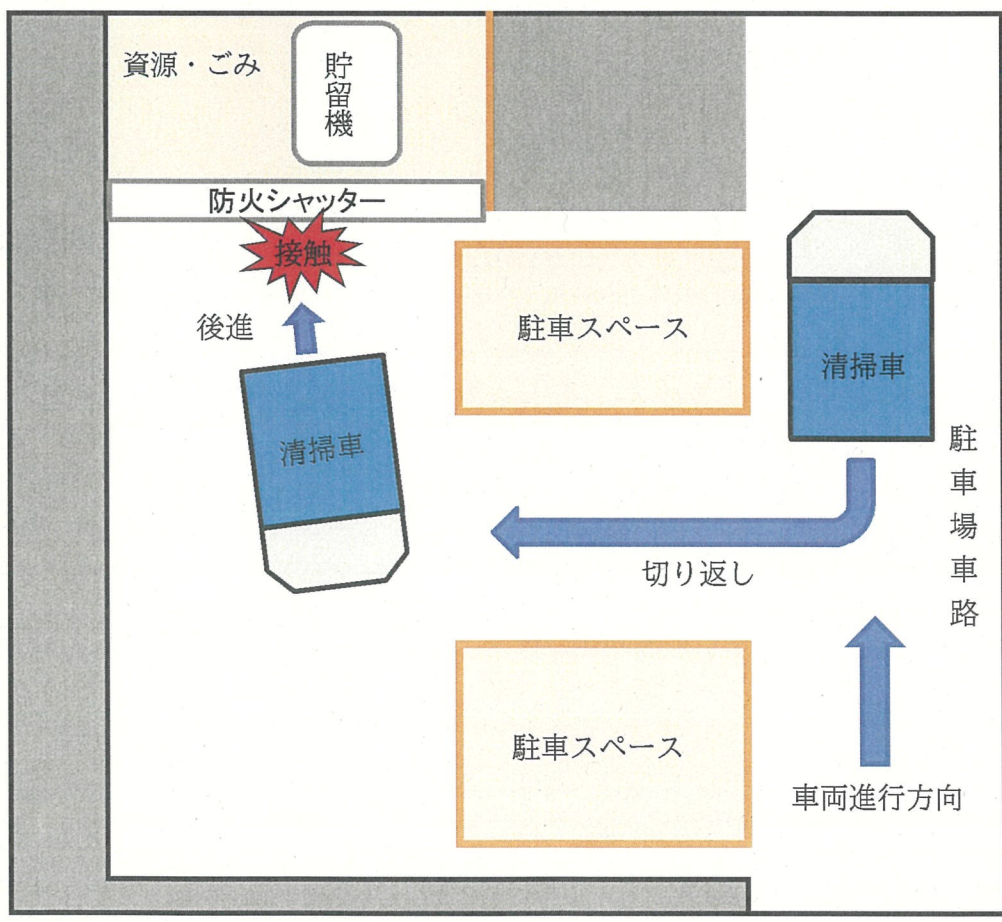 資源・ごみ
貯留機
防火シャッター
接触
後進
駐車スペース
清掃車
清掃車
駐車場車路
切り返し
駐車スペース
車両進行方向